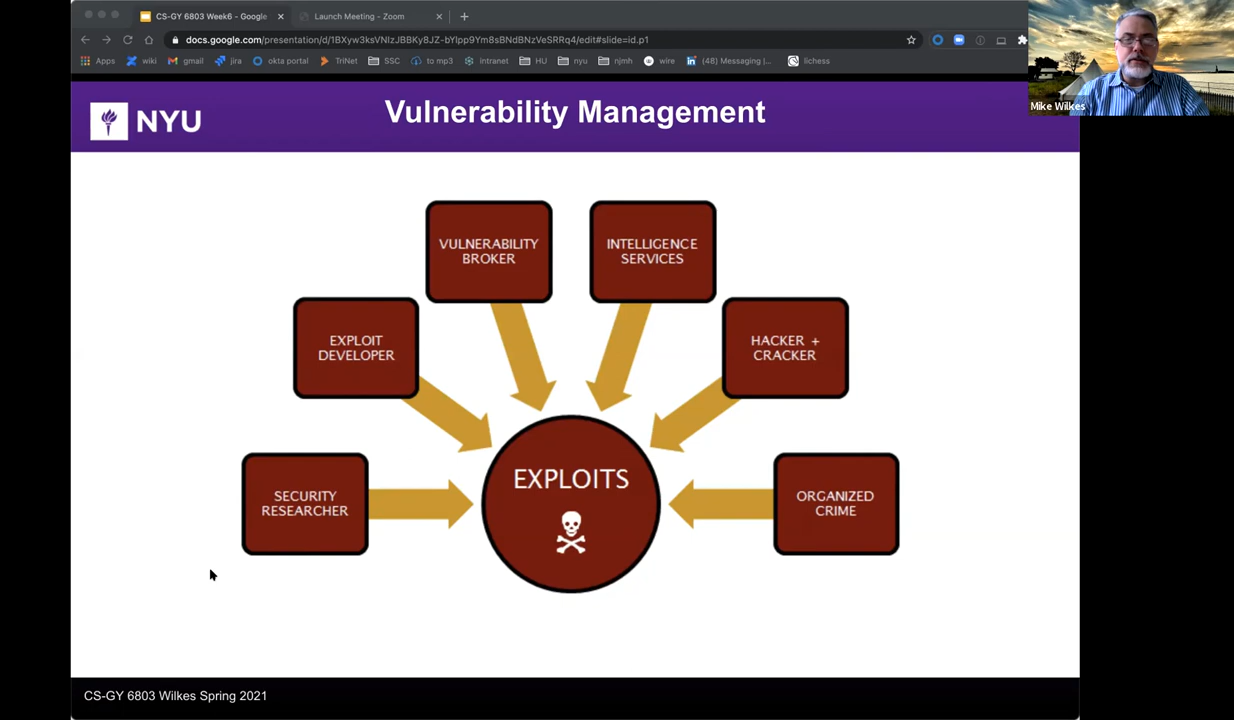 CS-GY 6803 Week6 - Google
Launch Meeting - Zoom
docs.google.com/presentation/d/1BXyw3ksVNIzJBBKy8JZ-bYlpp9Ym8sBNdBNzVeSRRq4/edit#slide=id.p1
Apps wiki gmail jira okta portal TriNet SSC to mp3 intranet HU nyu njmh wire (48) Messaging |... lichess
Mike Wilkes
NYU
Vulnerability Management
VULNERABILITY
BROKER
INTELLIGENCE
SERVICES
EXPLOIT
DEVELOPER
HACKER +
CRACKER
EXPLOITS
SECURITY
RESEARCHER
ORGANIZED
CRIME
CS-GY 6803 Wilkes Spring 2021